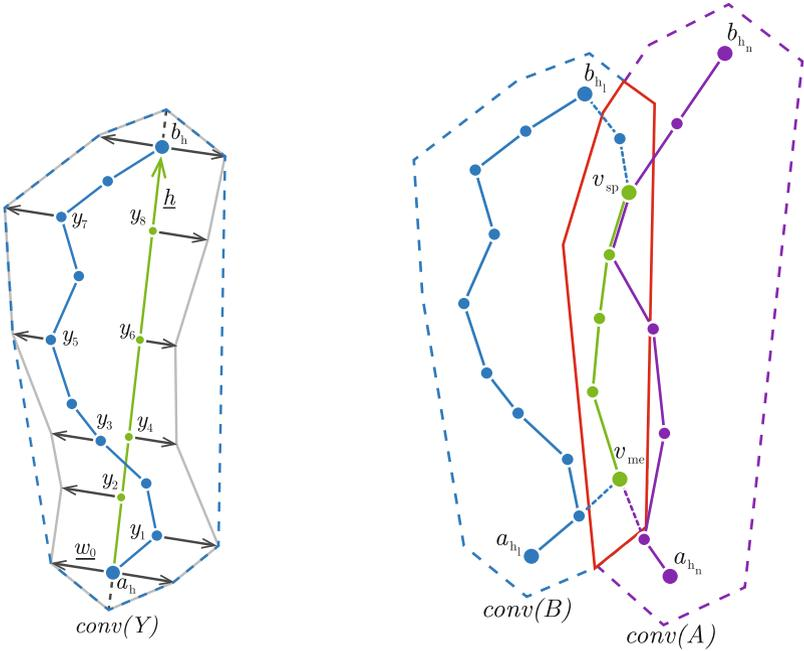 b_h
h
y_8
y_7
y_6
y_5
y_3
y_4
y_2
y_1
w_0
a_h
conv(Y)
b_{h_l}
b_{h_n}
v_sp
v_me
a_{h_l}
a_{h_n}
conv(B)
conv(A)